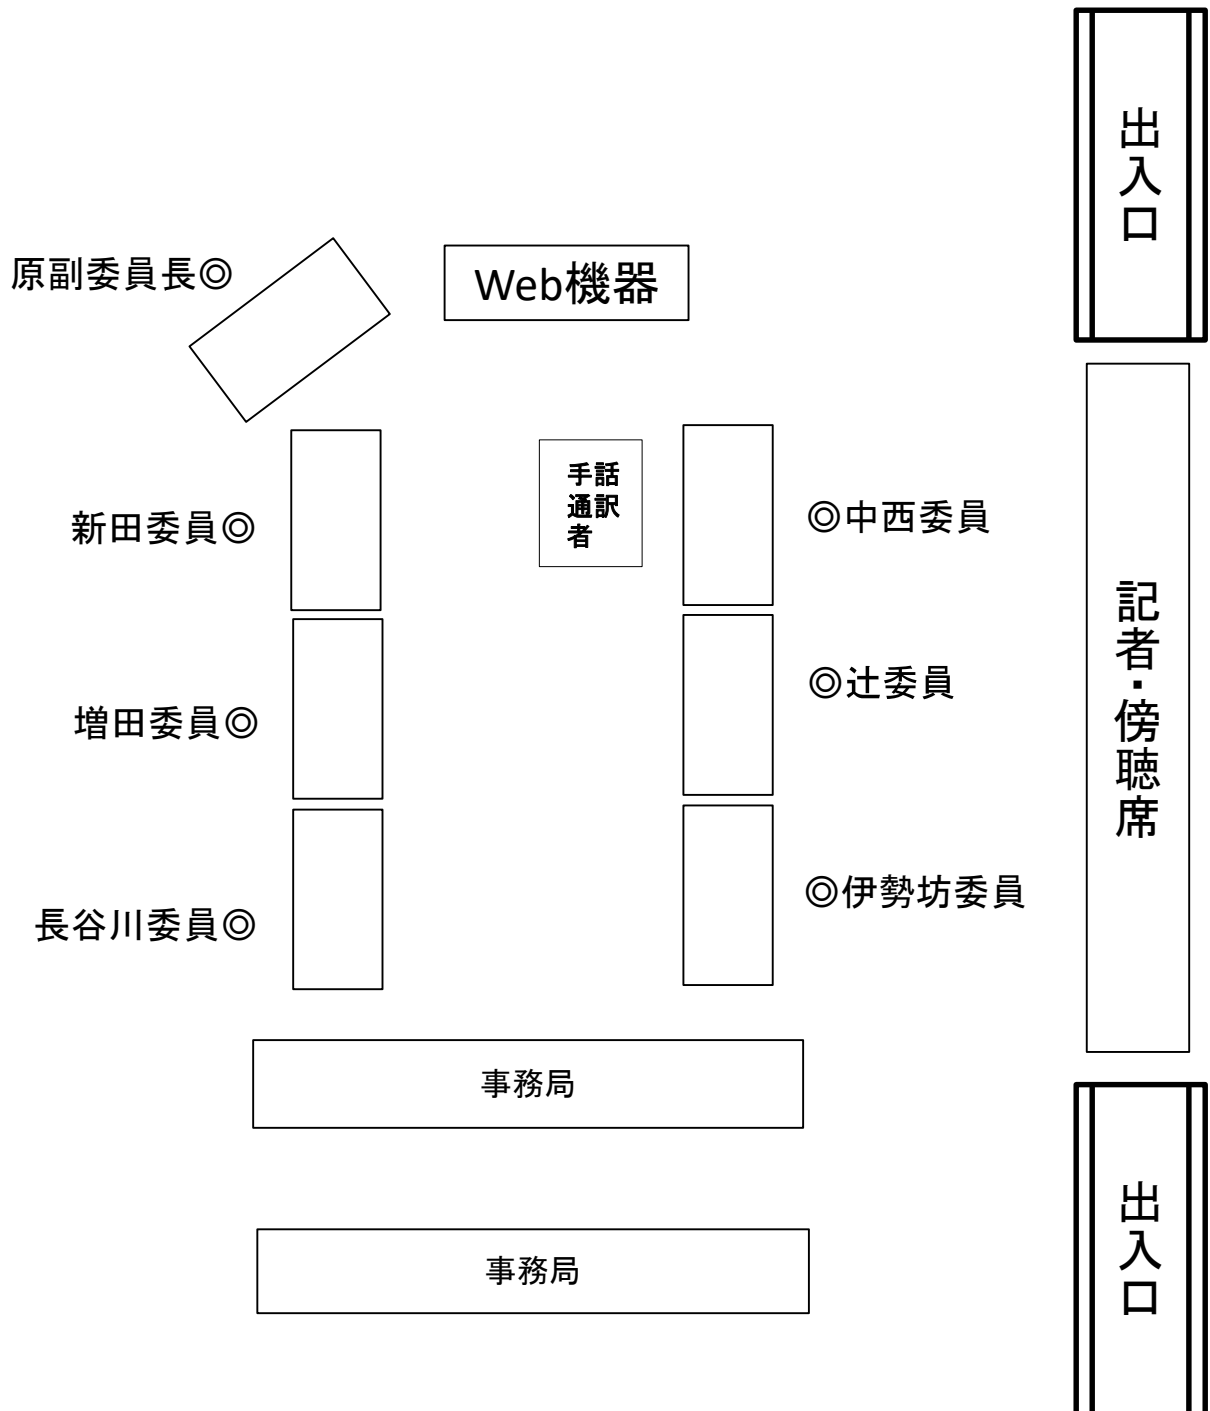 出入口
原副委員長◎
Web機器
手話
通訳
者
新田委員◎
◎中西委員
記者・傍聴席
増田委員◎
◎辻委員
長谷川委員◎
◎伊勢坊委員
事務局
事務局
出入口